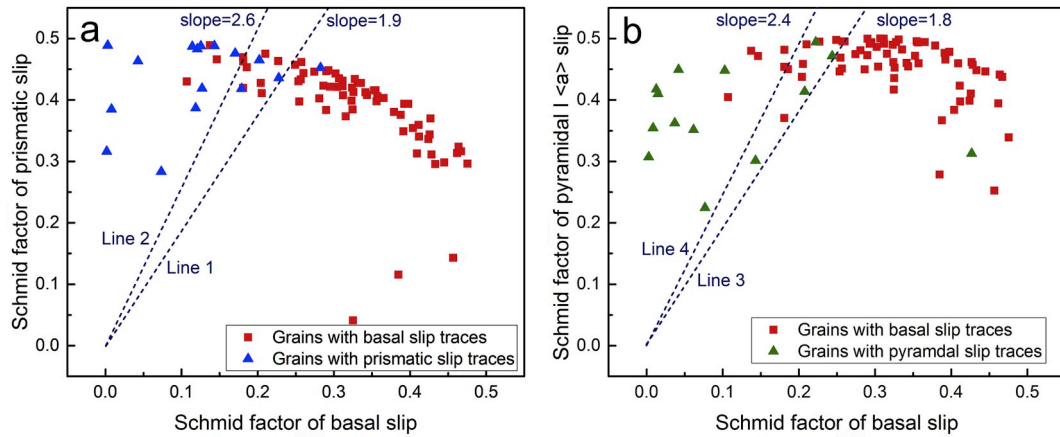 a
slope=2.6
slope=1.9
Schmid factor of prismatic slip
0.5
0.4
0.3
0.2
0.1
0.0
Line 2
Line 1
Grains with basal slip traces
Grains with prismatic slip traces
0.0 0.1 0.2 0.3 0.4 0.5
Schmid factor of basal slip
b
slope=2.4
slope=1.8
Schmid factor of pyramidal I <a> slip
0.5
0.4
0.3
0.2
0.1
0.0
Line 4
Line 3
Grains with basal slip traces
Grains with pyramdal slip traces
0.0 0.1 0.2 0.3 0.4 0.5
Schmid factor of basal slip